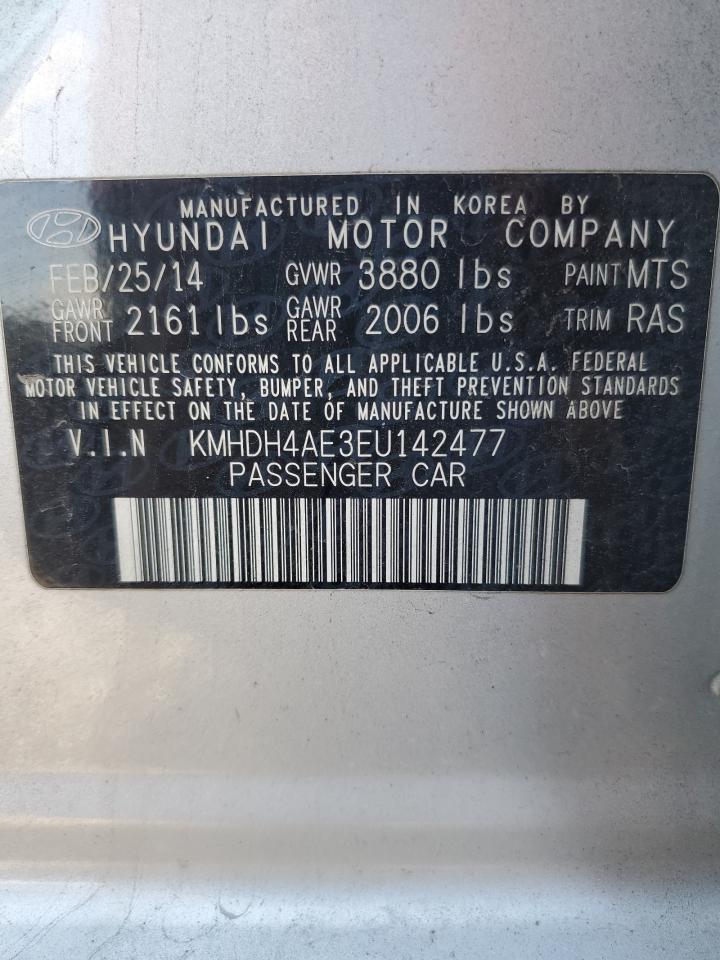 MANUFACTURED IN KOREA BY
HYUNDAI MOTOR COMPANY
FEB/25/14 GVWR 3880 lbs PAINT MTS
GAWR FRONT 2161 lbs GAWR REAR 2006 lbs TRIM RAS
THIS VEHICLE CONFORMS TO ALL APPLICABLE U.S.A. FEDERAL
MOTOR VEHICLE SAFETY, BUMPER, AND THEFT PREVENTION STANDARDS
IN EFFECT ON THE DATE OF MANUFACTURE SHOWN ABOVE
V.I.N KMHDH4AE3EU142477
PASSENGER CAR